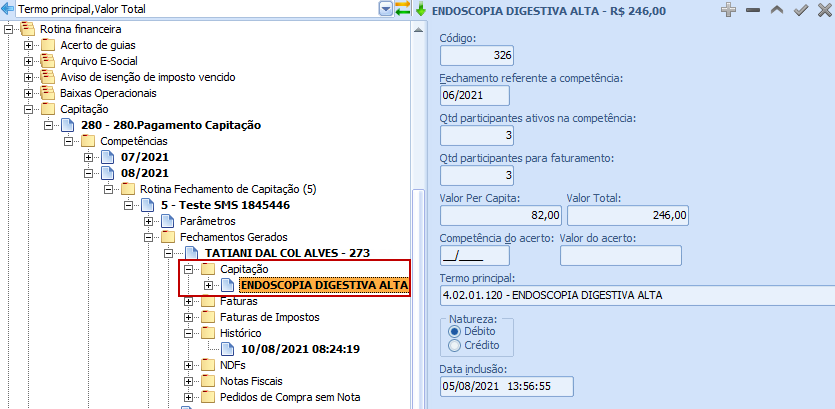 Termo principal,Valor Total
Rotina financeira
Acerto de guias
Arquivo E-Social
Aviso de isenção de imposto vencido
Baixas Operacionais
Capitação
280 - 280.Pagamento Capitação
Competências
07/2021
08/2021
Rotina Fechamento de Capitação (5)
5 - Teste SMS 1845446
Parâmetros
Fechamentos Gerados
TATIANI DAL COL ALVES - 273
Capitação
ENDOSCOPIA DIGESTIVA ALTA
Faturas
Faturas de Impostos
Histórico
10/08/2021 08:24:19
NDFs
Notas Fiscais
Pedidos de Compra sem Nota
ENDOSCOPIA DIGESTIVA ALTA - R$ 246,00
Código:
326
Fechamento referente a competência:
06/2021
Qtd participantes ativos na competência:
3
Qtd participantes para faturamento:
3
Valor Per Capita: Valor Total:
82,00 246,00
Competência do acerto: Valor do acerto:
__/____
Termo principal:
4.02.01.120 - ENDOSCOPIA DIGESTIVA ALTA
Natureza:
Débito
Crédito
Data inclusão:
05/08/2021 13:56:55